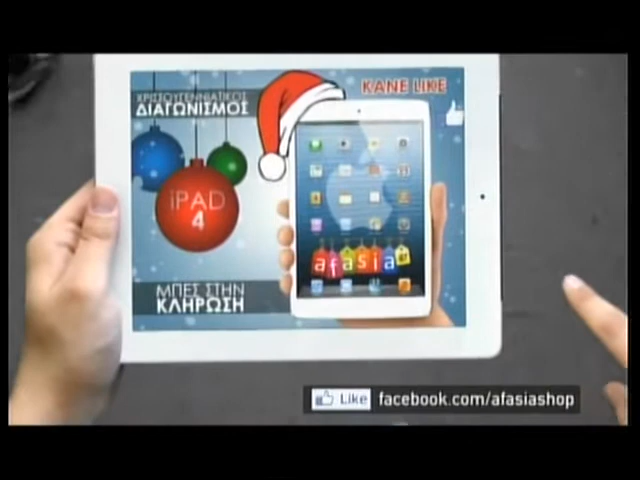 ΧΡΙΣΤΟΥΓΕΝΝΙΑΤΙΚΟΣ
ΔΙΑΓΩΝΙΣΜΟΣ
ΚΑΝΕ LIKE
iPAD
4
afasia
ΜΠΕΣ ΣΤΗΝ
ΚΛΗΡΩΣΗ
Like facebook.com/afasiashop